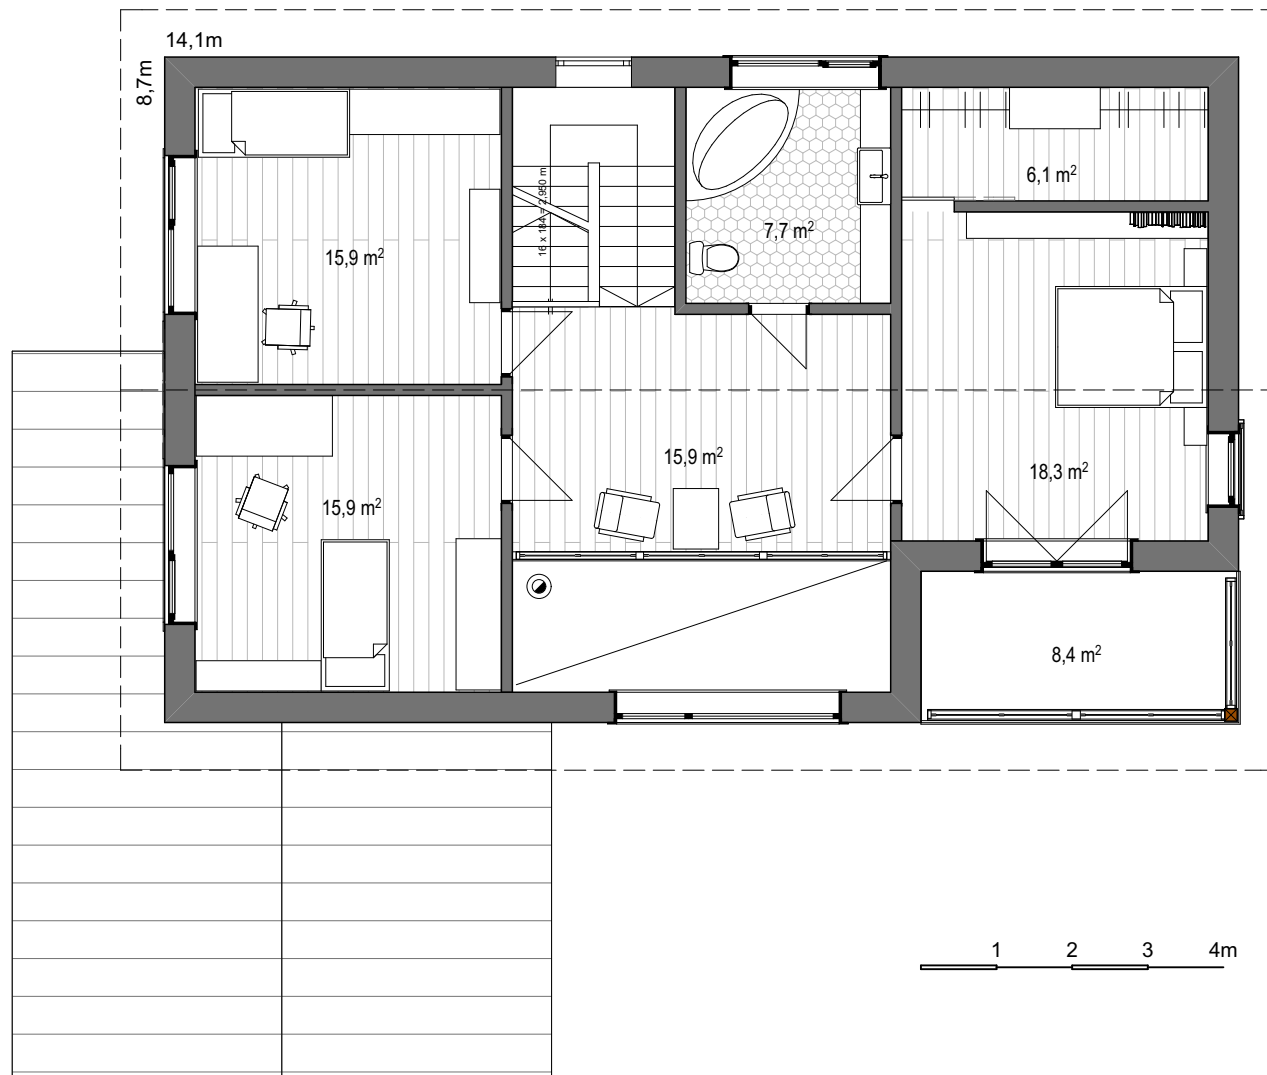 14,1m
8,7m
6,1 m²
7,7 m²
15,9 m²
16 x 184 = 2,950 m
15,9 m²
18,3 m²
15,9 m²
8,4 m²
1 2 3 4m